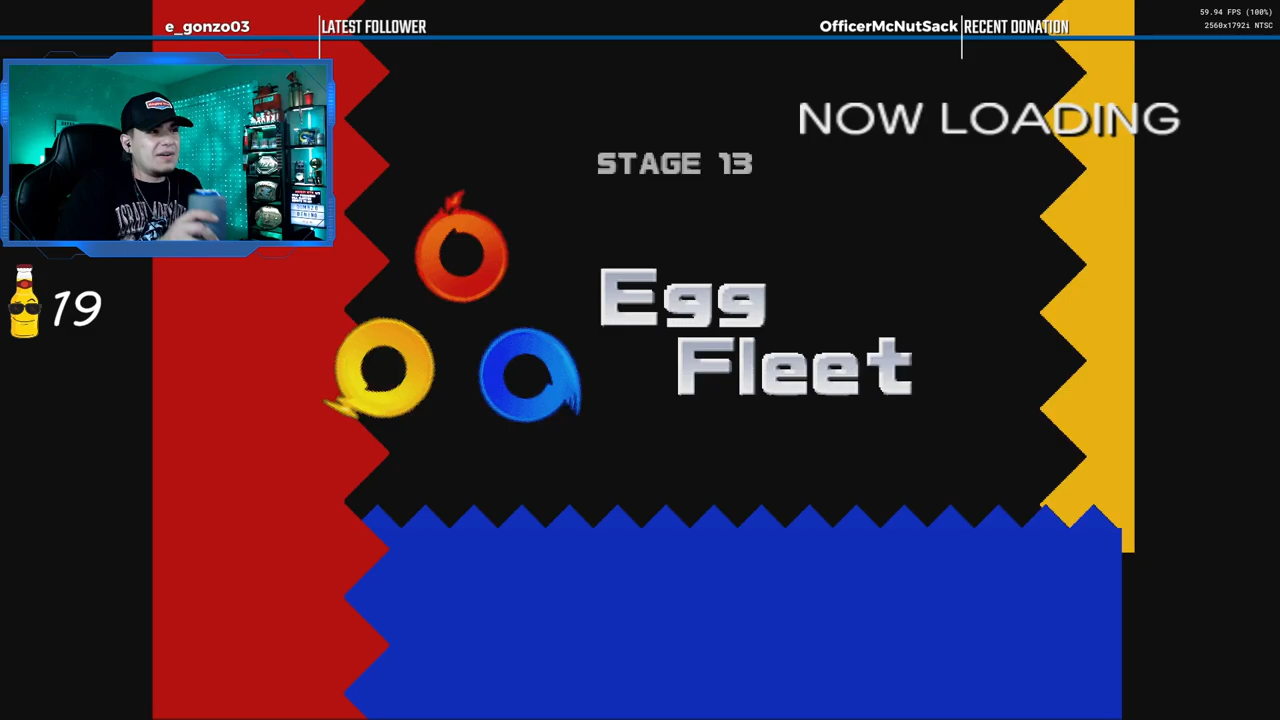 e_gonzo03 LATEST FOLLOWER
OfficerMcNutSack RECENT DONATION
59.94 FPS (100%)
2560x1792i NTSC
NOW LOADING
STAGE 13
Egg
Fleet
19